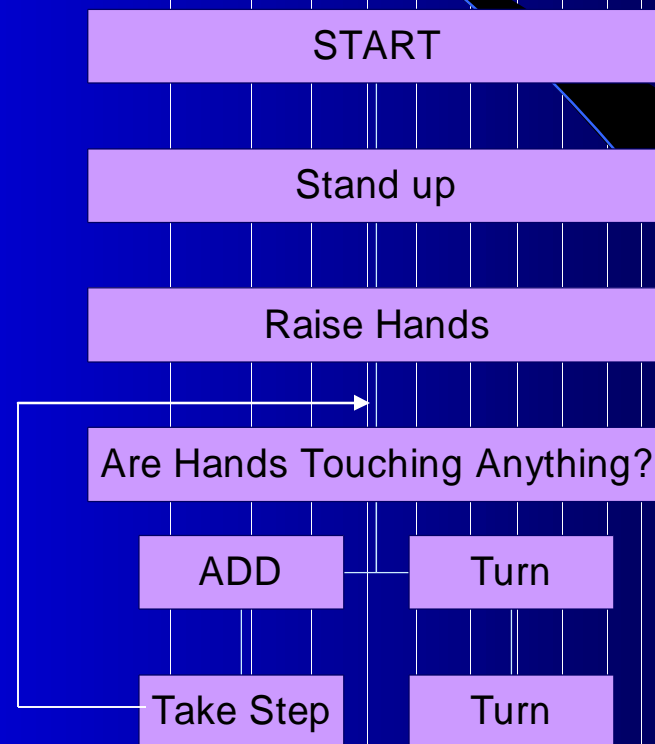 START
Stand up
Raise Hands
Are Hands Touching Anything?
ADD
Turn
Take Step
Turn